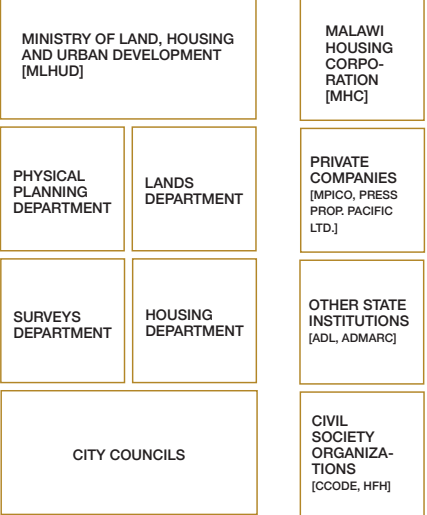 MINISTRY OF LAND, HOUSING
AND URBAN DEVELOPMENT
[MLHUD]
MALAWI
HOUSING
CORPO-
RATION
[MHC]
PHYSICAL
PLANNING
DEPARTMENT
LANDS
DEPARTMENT
PRIVATE
COMPANIES
[MPICO, PRESS
PROP. PACIFIC
LTD.]
SURVEYS
DEPARTMENT
HOUSING
DEPARTMENT
OTHER STATE
INSTITUTIONS
[ADL, ADMARC]
CITY COUNCILS
CIVIL
SOCIETY
ORGANIZA-
TIONS
[CCODE, HFH]